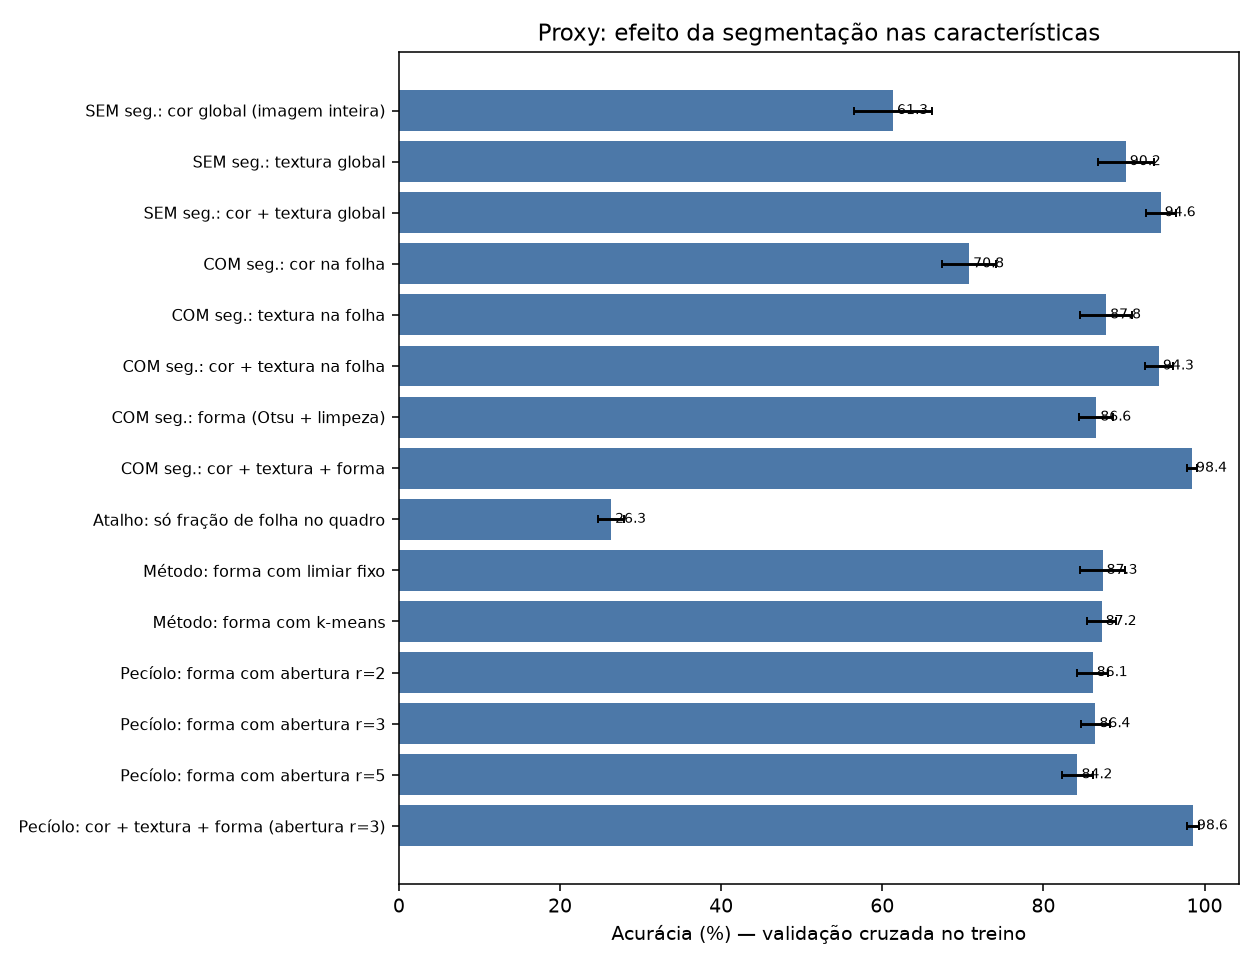 Proxy: efeito da segmentação nas características
SEM seg.: cor global (imagem inteira) 61.3
SEM seg.: textura global 90.2
SEM seg.: cor + textura global 94.6
COM seg.: cor na folha 70.8
COM seg.: textura na folha 87.8
COM seg.: cor + textura na folha 94.3
COM seg.: forma (Otsu + limpeza) 86.6
COM seg.: cor + textura + forma 98.4
Atalho: só fração de folha no quadro 26.3
Método: forma com limiar fixo 87.3
Método: forma com k-means 87.2
Pecíolo: forma com abertura r=2 86.1
Pecíolo: forma com abertura r=3 86.4
Pecíolo: forma com abertura r=5 84.2
Pecíolo: cor + textura + forma (abertura r=3) 98.6
0 20 40 60 80 100
Acurácia (%) — validação cruzada no treino